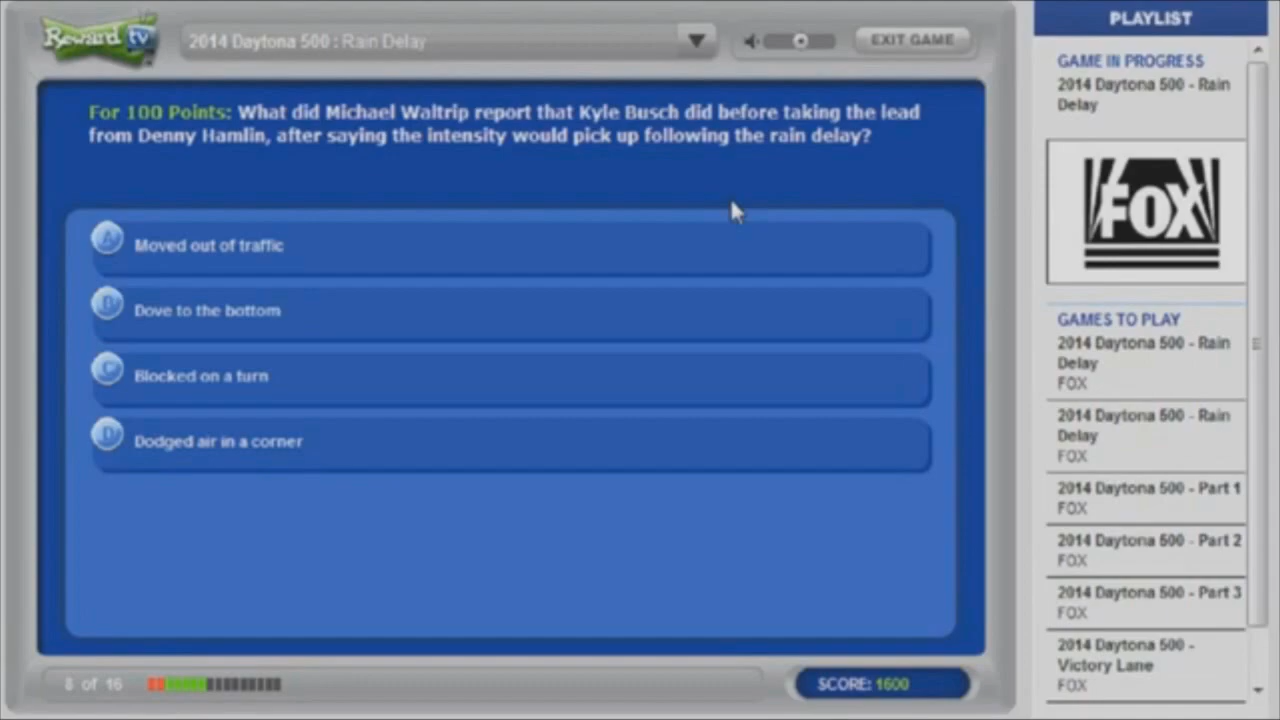 Reward tv
2014 Daytona 500 : Rain Delay
EXIT GAME
For 100 Points: What did Michael Waltrip report that Kyle Busch did before taking the lead
from Denny Hamlin, after saying the intensity would pick up following the rain delay?
A
Moved out of traffic
B
Dove to the bottom
C
Blocked on a turn
D
Dodged air in a corner
8 of 16
SCORE: 1600
PLAYLIST
GAME IN PROGRESS
2014 Daytona 500 - Rain
Delay
FOX
GAMES TO PLAY
2014 Daytona 500 - Rain
Delay
FOX
2014 Daytona 500 - Rain
Delay
FOX
2014 Daytona 500 - Part 1
FOX
2014 Daytona 500 - Part 2
FOX
2014 Daytona 500 - Part 3
FOX
2014 Daytona 500 -
Victory Lane
FOX